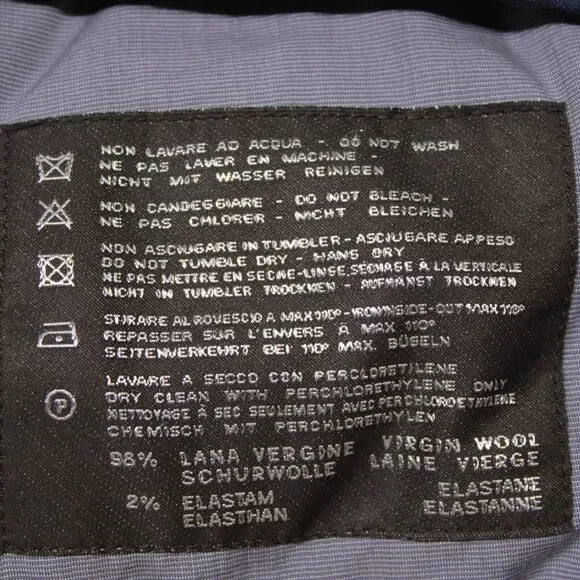 NON LAVARE AD ACQUA - DO NOT WASH
NE PAS LAVER EN MACHINE -
NICHT MIT WASSER REINIGEN
NON CANDEGGIARE - DO NOT BLEACH -
NE PAS CHLORER - NICHT BLEICHEN
NON ASCIUGARE IN TUMBLER - ASCIUGARE APPESO
DO NOT TUMBLE DRY - HANG DRY
NE PAS METTRE EN SECHE-LINGE, SECHAGE A LA VERTICALE
NICHT IN TUMBLER TROCKNEN - AUFHANGT TROCKNEN
STIRARE AL ROVESCIO A MAX 110° - IRON INSIDE-OUT MAX 110°
REPASSER SUR L'ENVERS À MAX 110°
SEITENVERKEHRT BEI 110° MAX. BÜGELN
P
LAVARE A SECCO CON PERCLORETILENE
DRY CLEAN WITH PERCHLORETHYLENE ONLY
NETTOYAGE À SEC SEULEMENT AVEC PERCHLOROETHYLENE
CHEMISCH MIT PERCHLORETHYLEN
98% LANA VERGINE VIRGIN WOOL
SCHURWOLLE LAINE VIERGE
2% ELASTAM ELASTANE
ELASTHAN ELASTANNE